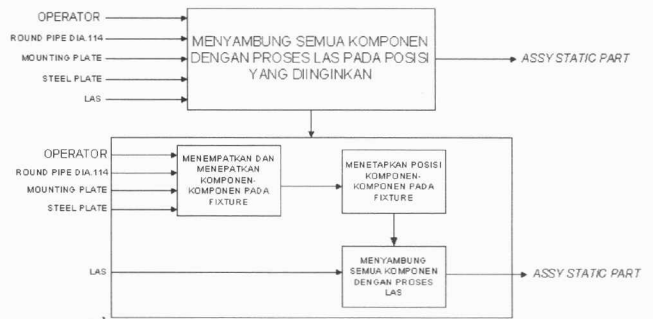 OPERATOR
ROUND PIPE DIA.114
MOUNTING PLATE
STEEL PLATE
LAS
MENYAMBUNG SEMUA KOMPONEN
DENGAN PROSES LAS PADA POSISI
YANG DIINGINKAN
ASSY STATIC PART
OPERATOR
ROUND PIPE DIA.114
MOUNTING PLATE
STEEL PLATE
MENEMPATKAN DAN
MENEPATKAN
KOMPONEN-
KOMPONEN PADA
FIXTURE
MENETAPKAN POSISI
KOMPONEN-
KOMPONEN PADA
FIXTURE
LAS
MENYAMBUNG
SEMUA KOMPONEN
DENGAN PROSES
LAS
ASSY STATIC PART